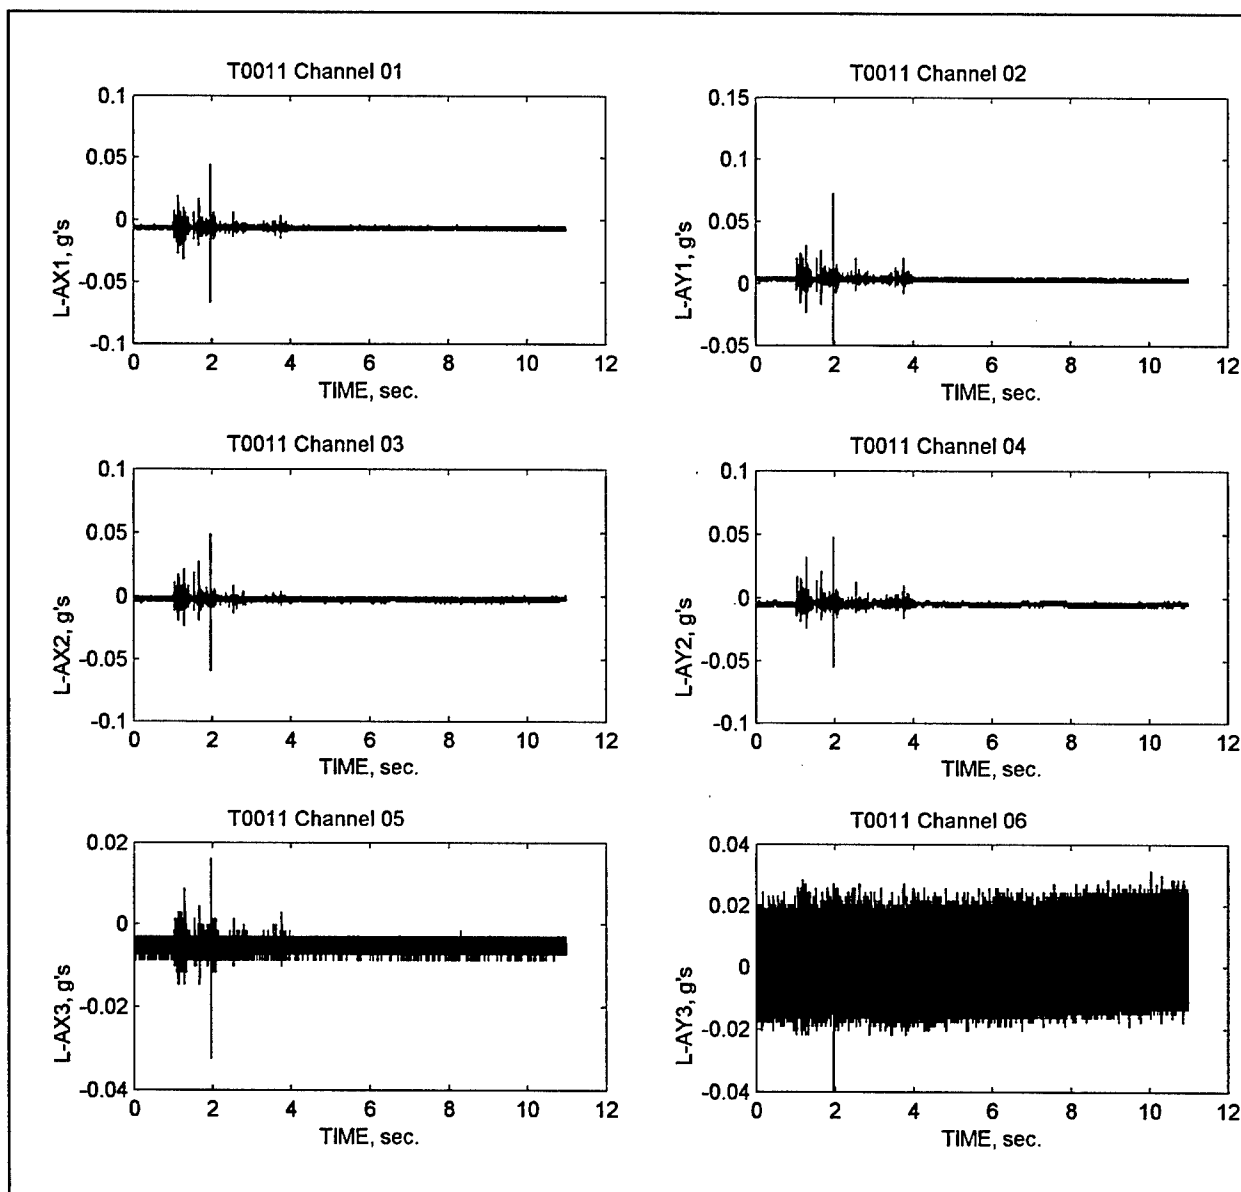 T0011 Channel 01
0.1
0.05
0
-0.05
-0.1
L-AX1, g's
0 2 4 6 8 10 12
TIME, sec.
T0011 Channel 02
0.15
0.1
0.05
0
-0.05
L-AY1, g's
0 2 4 6 8 10 12
TIME, sec.
T0011 Channel 03
0.1
0.05
0
-0.05
-0.1
L-AX2, g's
0 2 4 6 8 10 12
TIME, sec.
T0011 Channel 04
0.1
0.05
0
-0.05
-0.1
L-AY2, g's
0 2 4 6 8 10 12
TIME, sec.
T0011 Channel 05
0.02
0
-0.02
-0.04
L-AX3, g's
0 2 4 6 8 10 12
TIME, sec.
T0011 Channel 06
0.04
0.02
0
-0.02
-0.04
L-AY3, g's
0 2 4 6 8 10 12
TIME, sec.